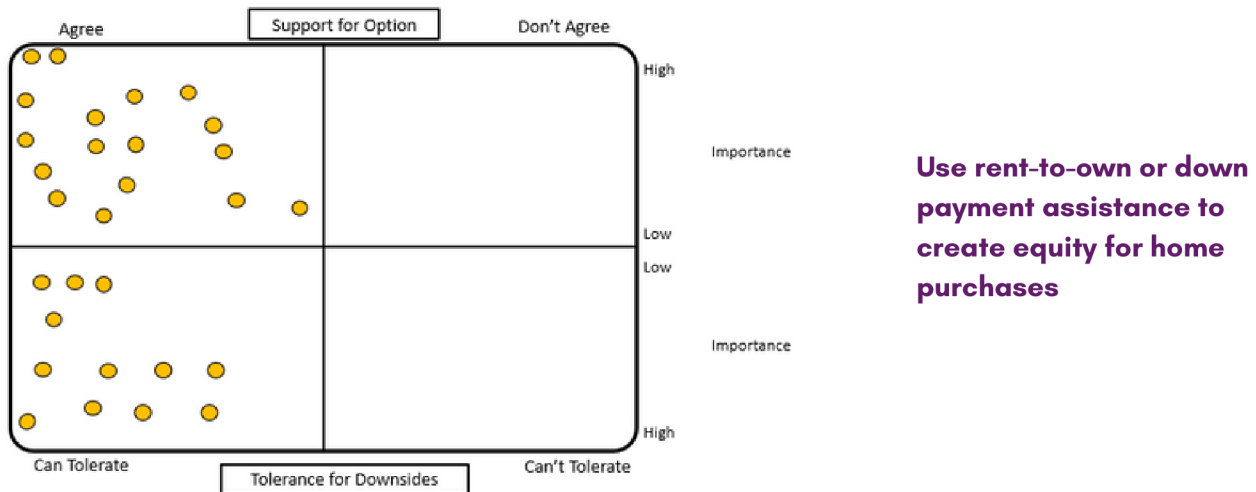 Agree
Support for Option
Don't Agree
High
Importance
Low
Low
Importance
High
Can Tolerate
Tolerance for Downsides
Can't Tolerate
Use rent-to-own or down
payment assistance to
create equity for home
purchases